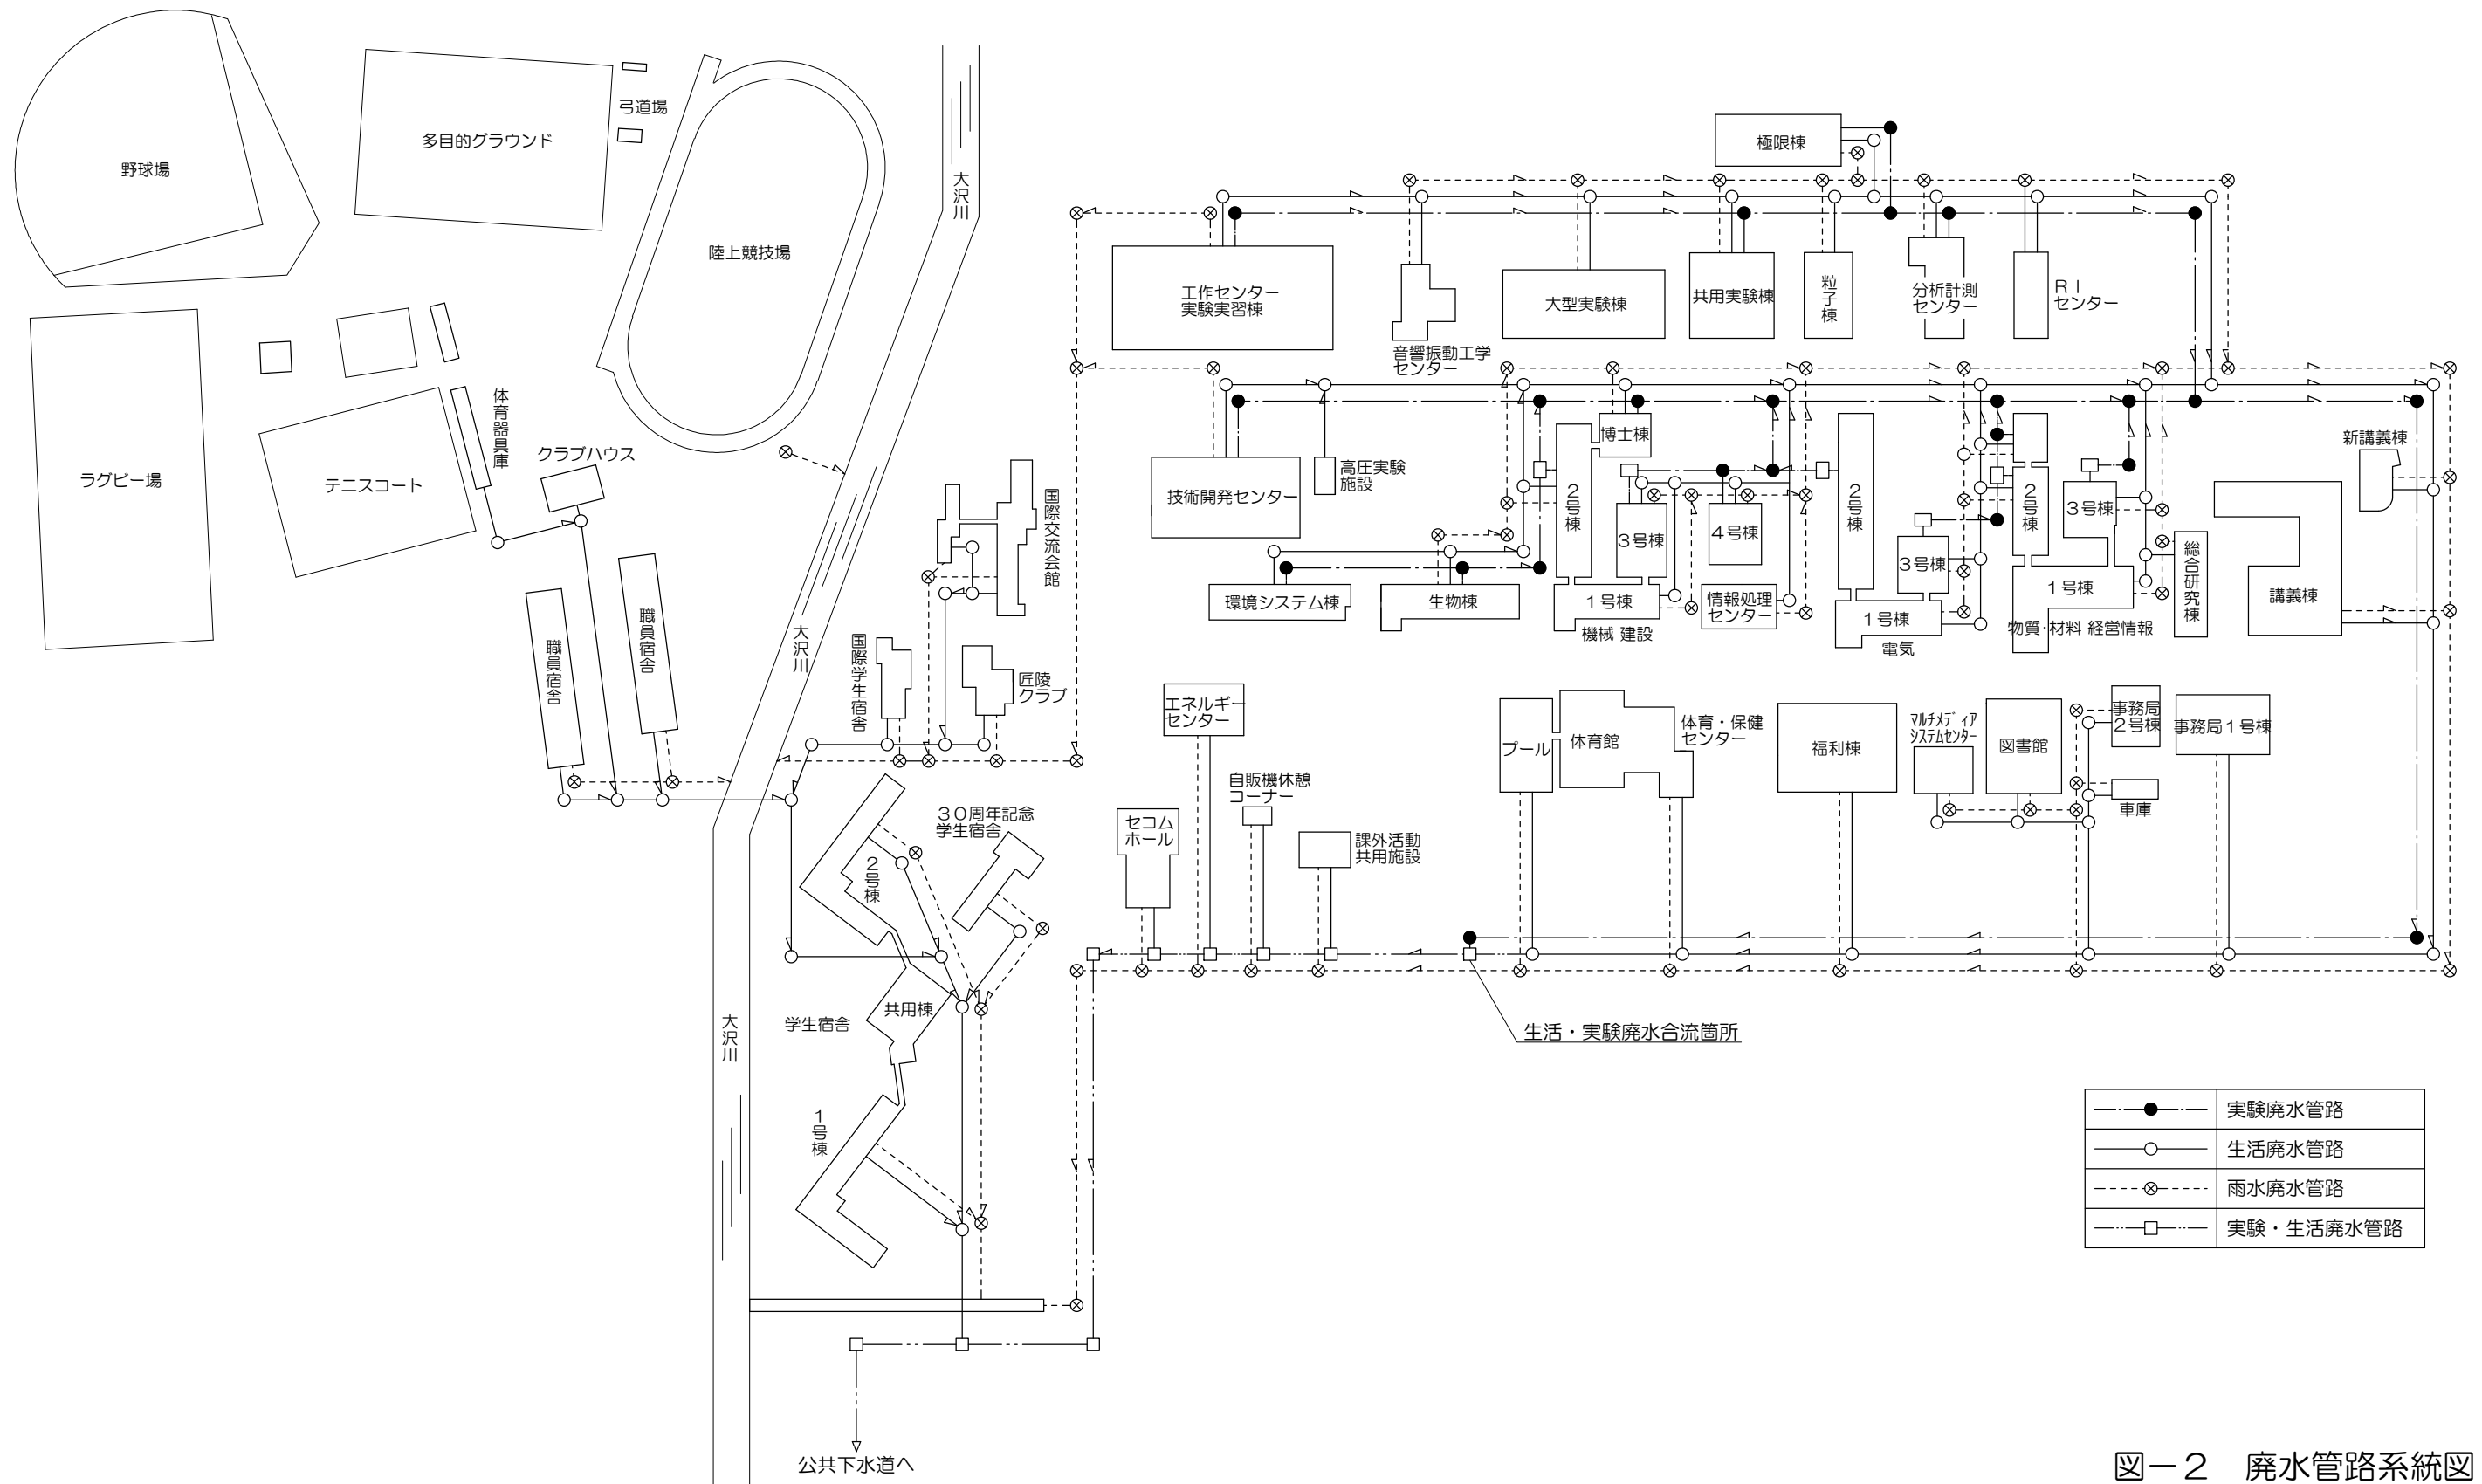 野球場
多目的グラウンド
弓道場
陸上競技場
大沢川
ラグビー場
テニスコート
体育器具庫
クラブハウス
職員宿舎
職員宿舎
大沢川
国際交流会館
国際学生宿舎
匠陵
クラブ
30周年記念
学生宿舎
2号棟
共用棟
学生宿舎
1号棟
大沢川
公共下水道へ
極限棟
工作センター
実験実習棟
音響振動工学
センター
大型実験棟
共用実験棟
粒子棟
分析計測
センター
RI
センター
技術開発センター
高圧実験
施設
環境システム棟
生物棟
2号棟
博士棟
3号棟
4号棟
1号棟
機械 建設
情報処理
センター
2号棟
3号棟
1号棟
電気
2号棟
3号棟
1号棟
物質・材料 経営情報
総合研究棟
新講義棟
講義棟
エネルギー
センター
セコム
ホール
自販機休憩
コーナー
課外活動
共用施設
プール
体育館
体育・保健
センター
福利棟
マルチメディア
システムセンター
図書館
事務局
2号棟
車庫
事務局1号棟
生活・実験廃水合流箇所
実験廃水管路
生活廃水管路
雨水廃水管路
実験・生活廃水管路
図-2 廃水管路系統図